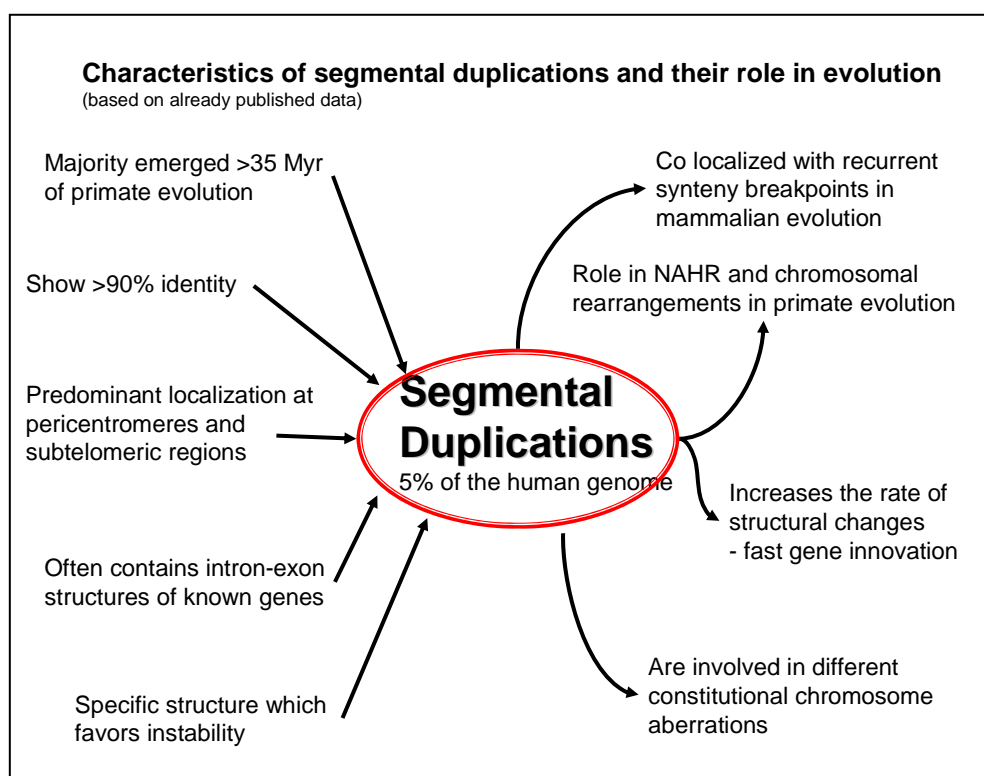 Characteristics of segmental duplications and their role in evolution
(based on already published data)
Majority emerged >35 Myr
of primate evolution
Show >90% identity
Predominant localization at
pericentromeres and
subtelomeric regions
Often contains intron-exon
structures of known genes
Specific structure which
favors instability
Segmental
Duplications
5% of the human genome
Co localized with recurrent
synteny breakpoints in
mammalian evolution
Role in NAHR and chromosomal
rearrangements in primate evolution
Increases the rate of
structural changes
- fast gene innovation
Are involved in different
constitutional chromosome
aberrations